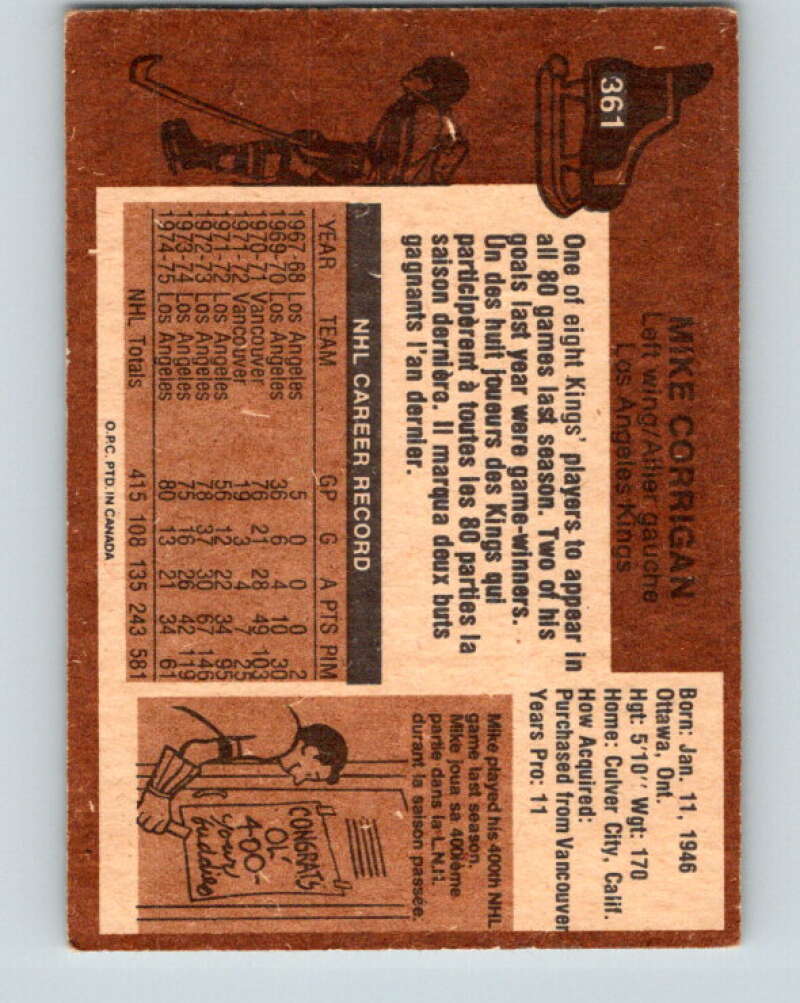 361
MIKE CORRIGAN
Left wing/Ailier gauche
Los Angeles Kings
Born: Jan. 11, 1946
Ottawa, Ont.
Hgt: 5'10" Wgt: 170
Home: Culver City, Calif.
How Acquired:
Purchased from Vancouver
Years Pro: 11
One of eight Kings' players to appear in
all 80 games last season. Two of his
goals last year were game-winners.
Un des huit joueurs des Kings qui
participèrent à toutes les 80 parties la
saison dernière. Il marqua deux buts
gagnants l'an dernier.
NHL CAREER RECORD
YEAR TEAM GP G A PTS PIM
1967-68 Los Angeles 5 0 0 0 2
1969-70 Los Angeles 36 6 4 10 30
1970-71 Vancouver 76 21 28 49 103
1971-72 Vancouver 19 3 4 7 25
1971-72 Los Angeles 56 12 22 34 95
1972-73 Los Angeles 78 37 30 67 146
1973-74 Los Angeles 75 16 26 42 119
1974-75 Los Angeles 80 13 21 34 61
NHL Totals 415 108 135 243 581
Mike played his 400th NHL
game last season.
Mike joua sa 400ième
partie dans la L.N.H.
durant la saison passée.
CONGRATS
OL'
400-
your
buddies
O.P.C. PTD. IN CANADA